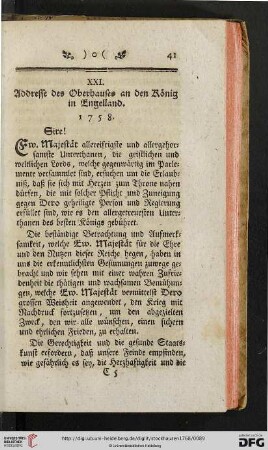 ) o (
41
XXI.
Addresse des Oberhauses an den König
in Engelland.
1758.
Sire!
Ew. Majestät allereifrigste und allergehor-
samste Unterthanen, die geistlichen und
weltlichen Lords, welche gegenwärtig im Parle-
mente versammlet sind, ersuchen um die Erlaub-
niß, daß sie sich mit Herzen zum Throne nahen
dürfen, die mit solcher Pflicht und Zuneigung
gegen Dero geheiligte Person und Regierung
erfüllet sind, wie es den allergetreuesten Unter-
thanen des besten Königs gebühret.
Die beständige Betrachtung und Aufmerk-
samkeit, welche Ew. Majestät für die Ehre
und den Nutzen dieser Reiche hegen, haben in
uns die erkenntlichsten Gesinnungen zuwege ge-
bracht und wir sehen mit einer wahren Zufrie-
denheit die thätigen und wachsamen Bemühun-
gen, welche Ew. Majestät vermittelst Dero
grossen Weisheit angewendet, den Krieg mit
Nachdruck fortzusetzen, um den abgezielten
Zweck, den wir alle wünschen, einen sichern
und ehrlichen Frieden, zu erhalten.
Die Gerechtigkeit und die gesunde Staats-
kunst erfordern, daß unsere Feinde empfinden,
wie gefährlich es sey, die Herzhaftigkeit und die
C 5
UNIVERSITÄTS-
BIBLIOTHEK
HEIDELBERG
DFG